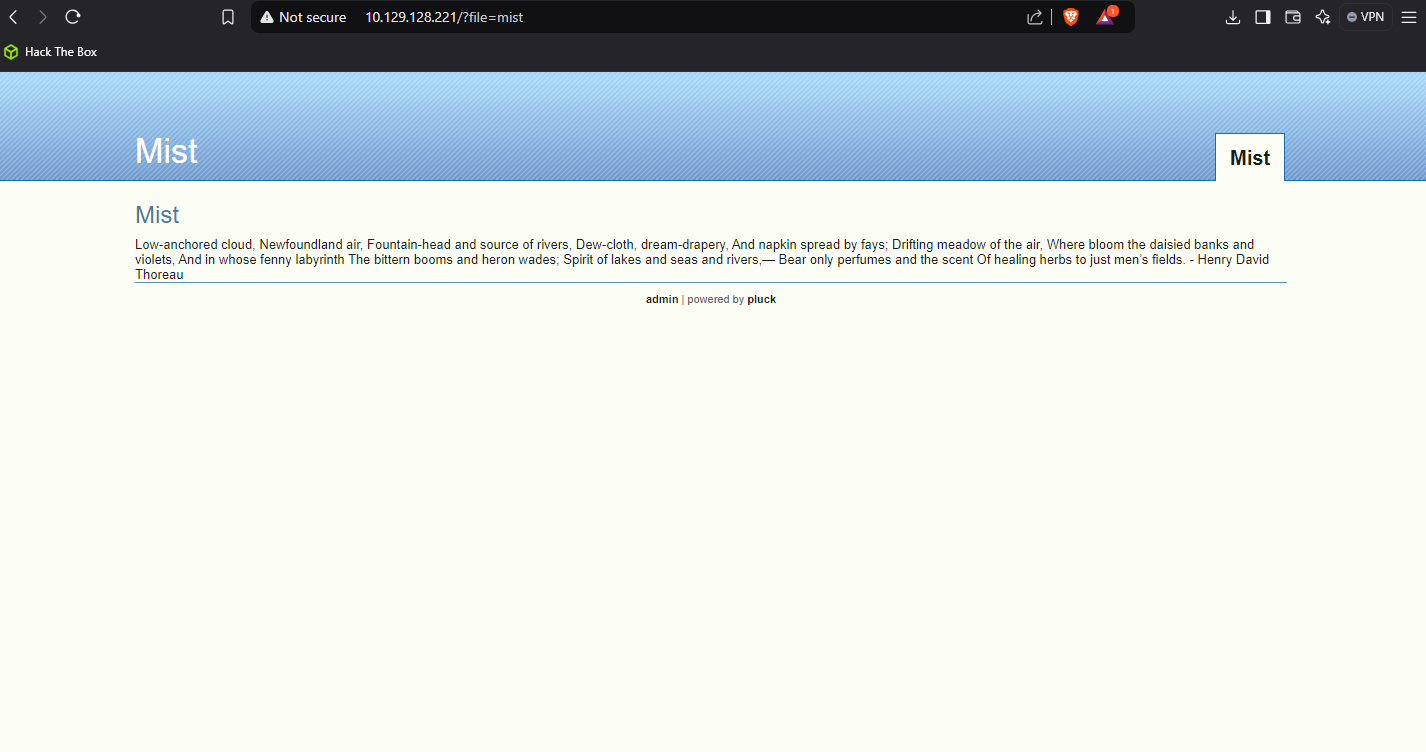 Not secure 10.129.128.221/?file=mist 1 VPN
Hack The Box
Mist
Mist
Mist
Low-anchored cloud, Newfoundland air, Fountain-head and source of rivers, Dew-cloth, dream-drapery, And napkin spread by fays; Drifting meadow of the air, Where bloom the daisied banks and
violets, And in whose fenny labyrinth The bittern booms and heron wades; Spirit of lakes and seas and rivers,— Bear only perfumes and the scent Of healing herbs to just men’s fields. - Henry David
Thoreau
admin | powered by pluck